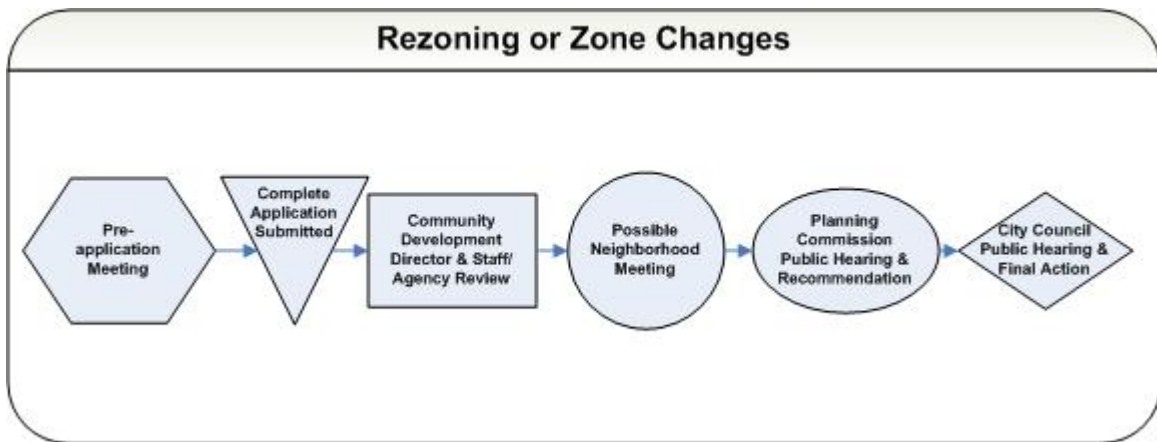 Rezoning or Zone Changes
Pre-
application
Meeting
Complete
Application
Submitted
Community
Development
Director & Staff/
Agency Review
Possible
Neighborhood
Meeting
Planning
Commission
Public Hearing &
Recommendation
City Council
Public Hearing &
Final Action